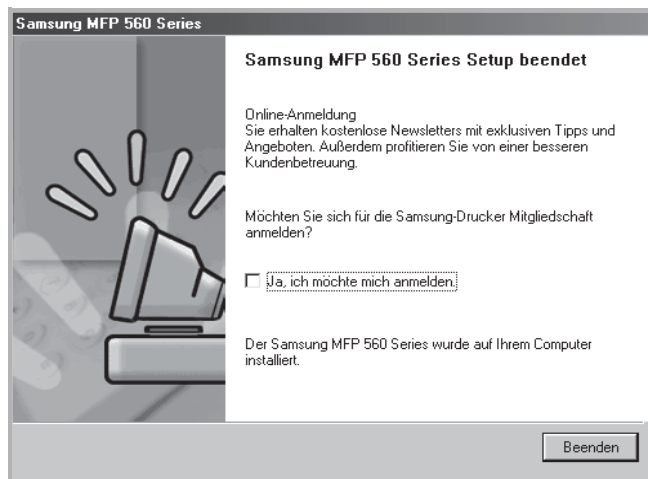 Samsung MFP 560 Series
Samsung MFP 560 Series Setup beendet
Online-Anmeldung
Sie erhalten kostenlose Newsletters mit exklusiven Tipps und
Angeboten. Außerdem profitieren Sie von einer besseren
Kundenbetreuung.
Möchten Sie sich für die Samsung-Drucker Mitgliedschaft
anmelden?
Ja, ich möchte mich anmelden.
Der Samsung MFP 560 Series wurde auf Ihrem Computer
installiert.
Beenden